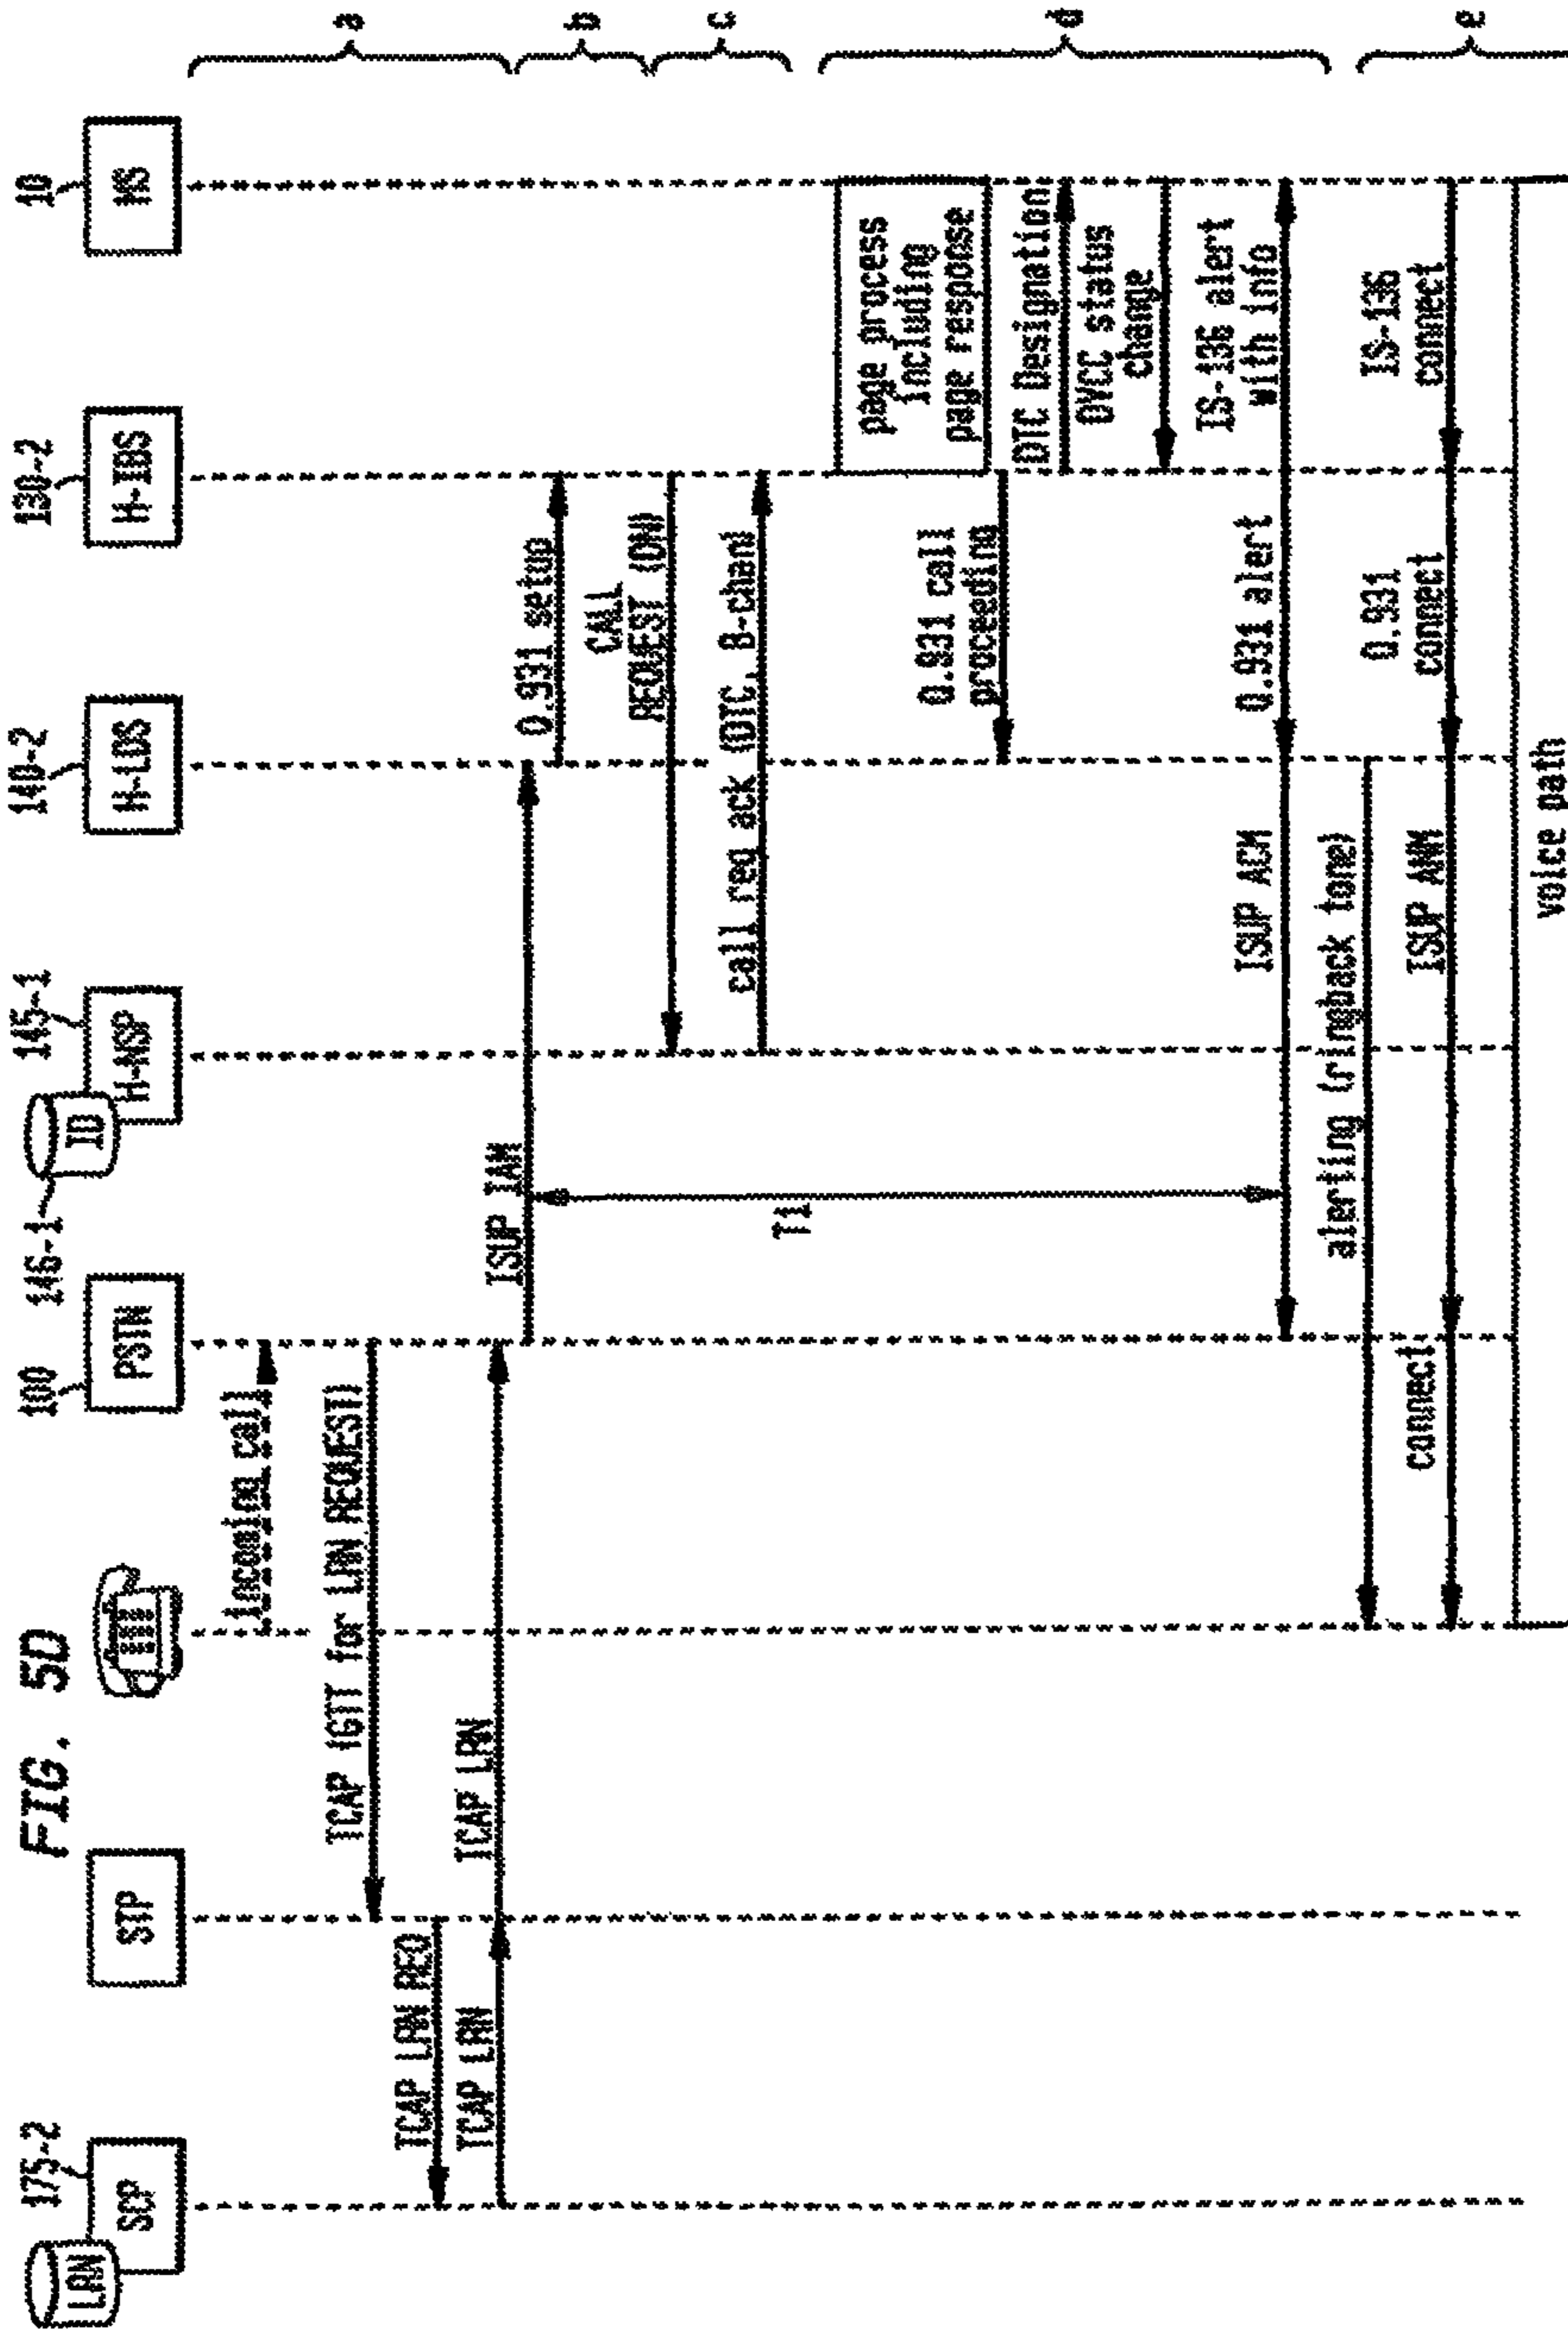 FIG. 5D
LRN
175-2
SCP
STP
100
PSTN
146-1
ID
145-1
H-NSP
140-2
H-LDS
130-2
H-IBS
10
MS
incoming call
TCAP (GTT for LRN REQUEST)
TCAP LRN REQ
TCAP LRN
TCAP LRN
a
ISUP IAM
Q.931 setup
b
CALL
REQUEST (DN)
call req ack (DTC, B-chan)
c
T1
page process
including
page response
Q.931 call
proceeding
DTC Designation
DVCC status
change
d
ISUP ACM
Q.931 alert
IS-136 alert
with info
alerting (ringback tone)
connect
ISUP ANM
Q.931
connect
IS-136
connect
e
voice path